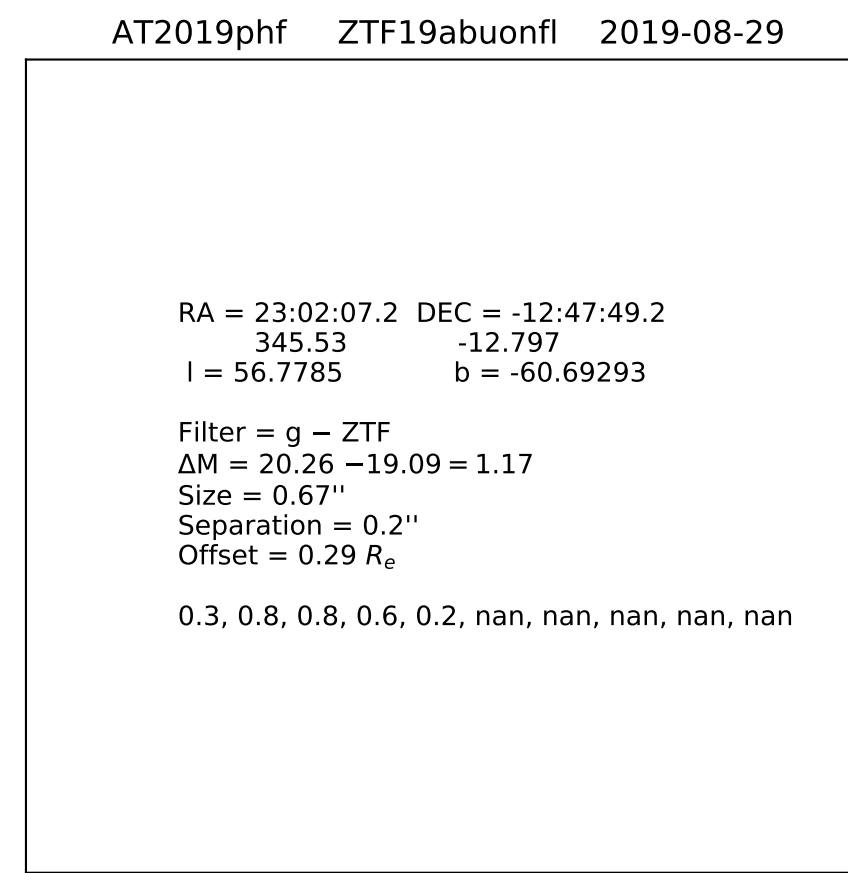 AT2019phf ZTF19abuonfl 2019-08-29
RA = 23:02:07.2 DEC = -12:47:49.2
345.53 -12.797
l = 56.7785 b = -60.69293
Filter = g − ZTF
ΔM = 20.26 −19.09 = 1.17
Size = 0.67''
Separation = 0.2''
Offset = 0.29 Re
0.3, 0.8, 0.8, 0.6, 0.2, nan, nan, nan, nan, nan